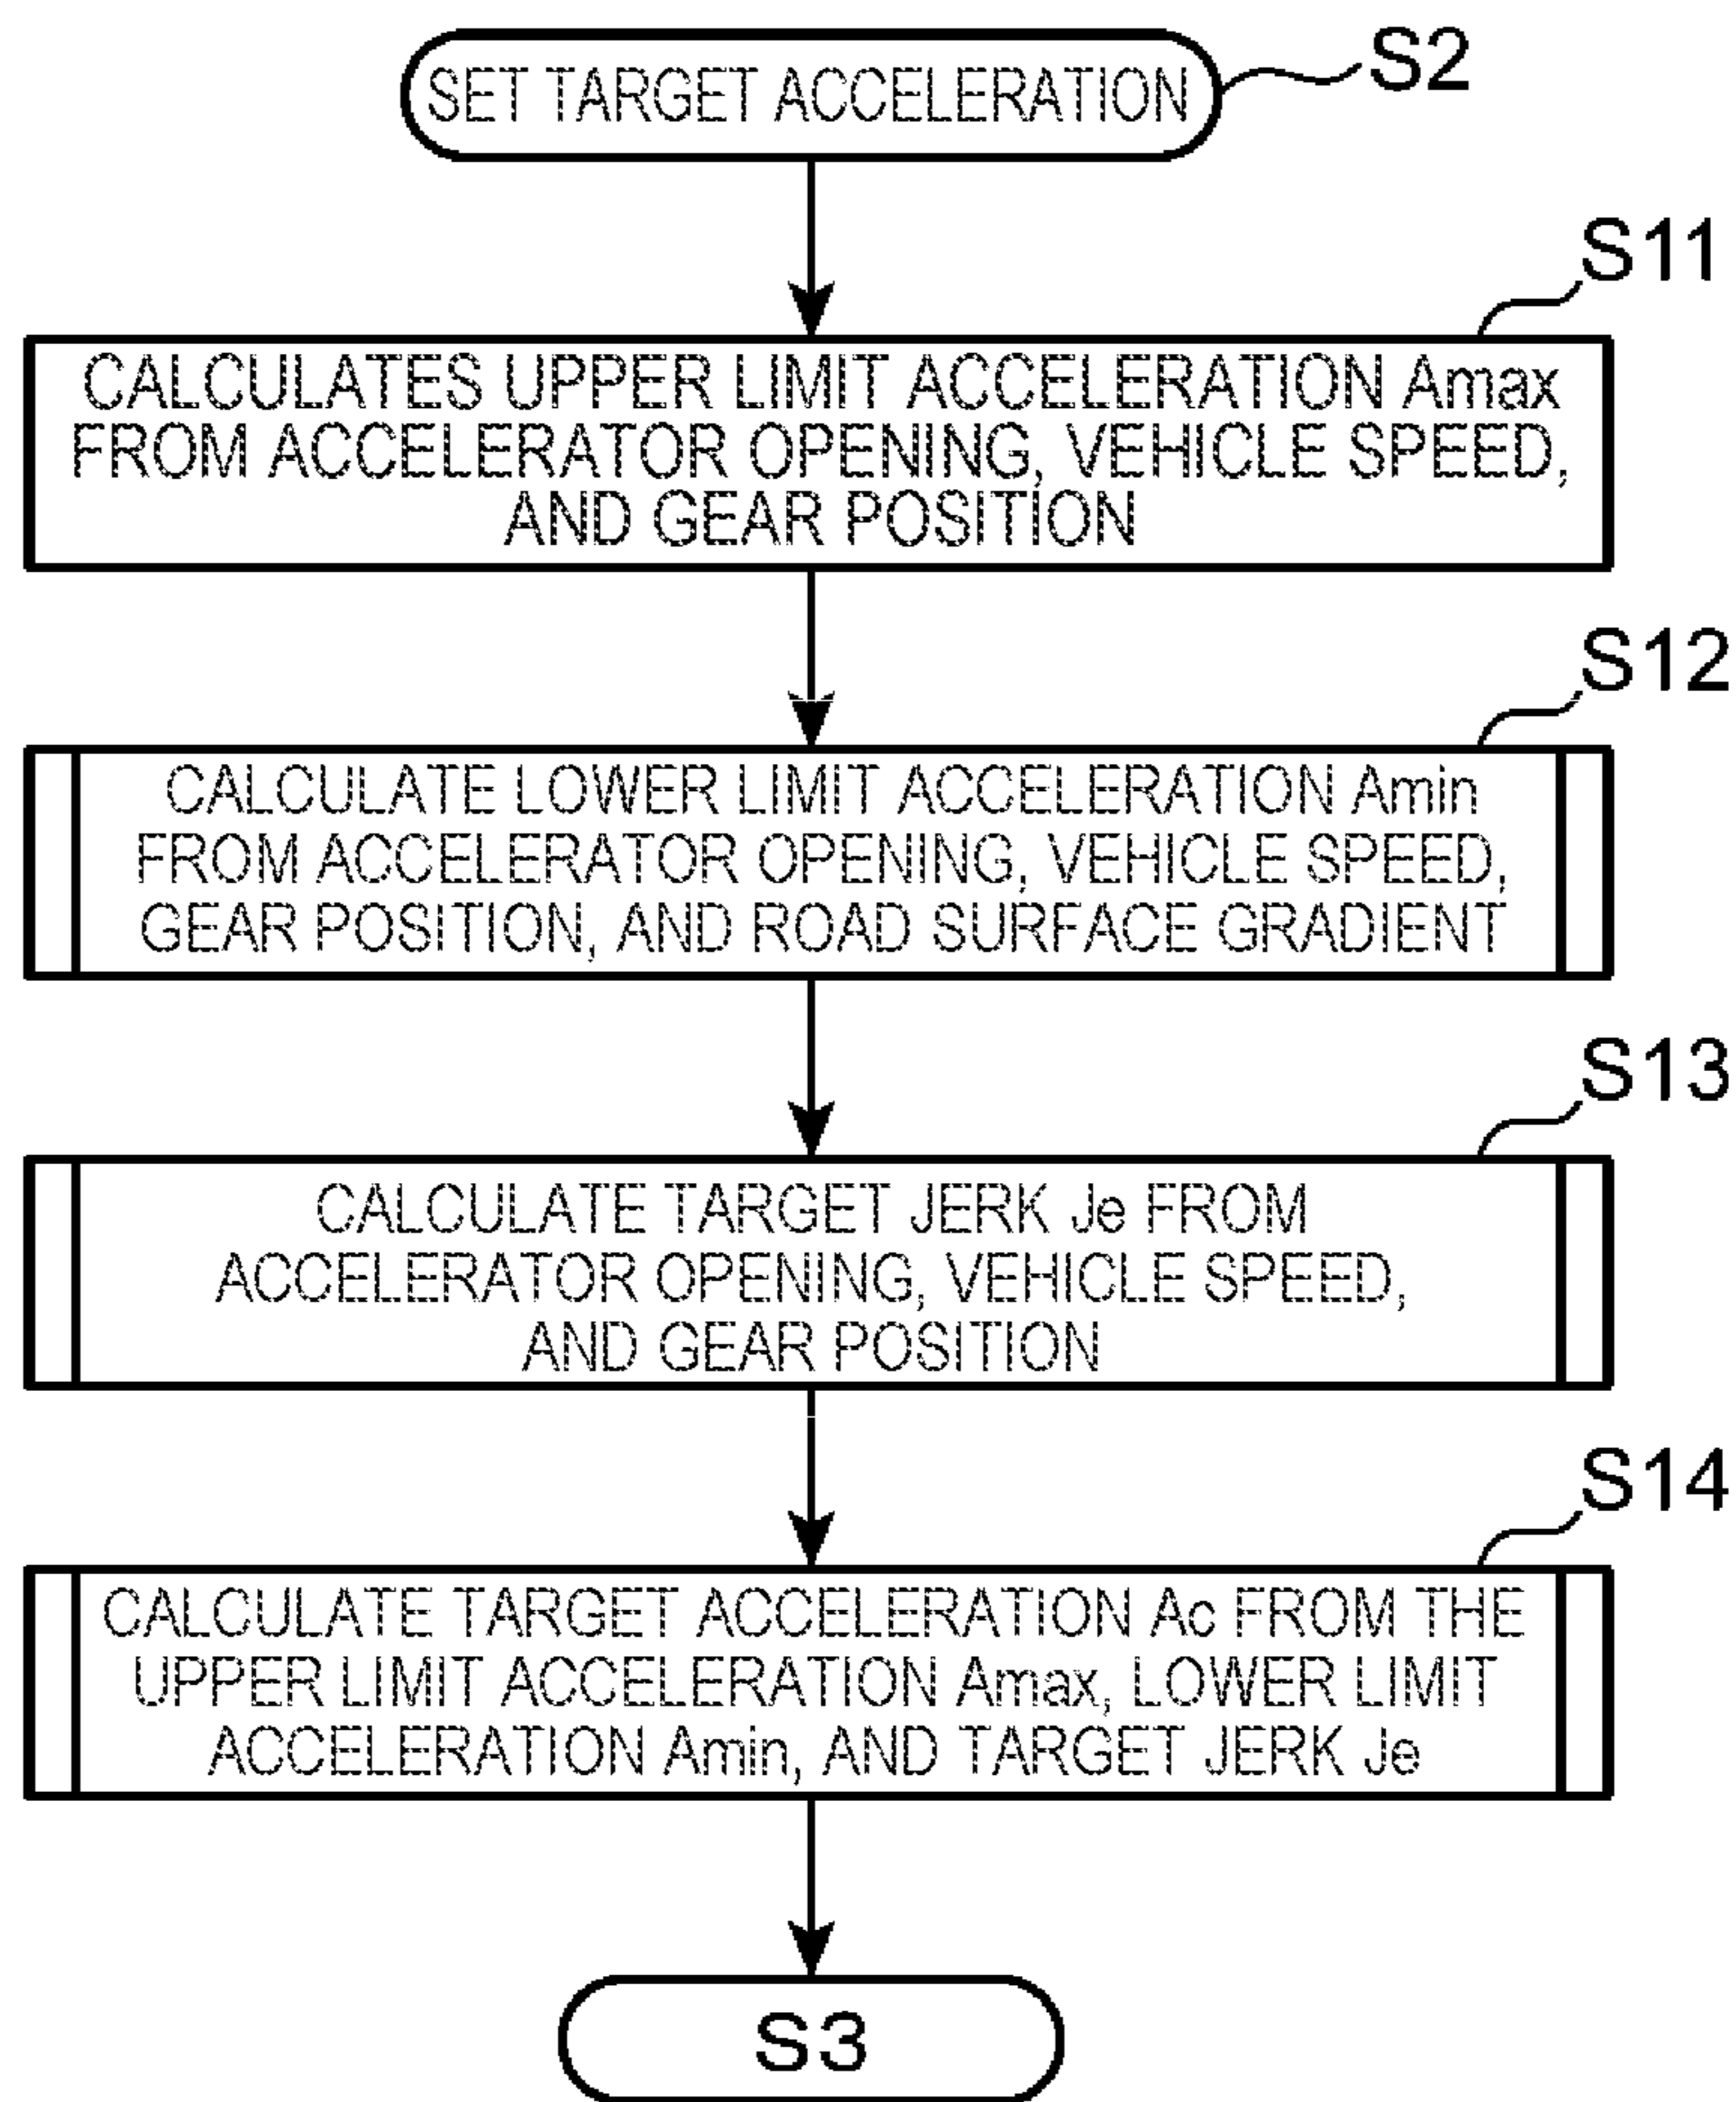 SET TARGET ACCELERATION
S2
S11
CALCULATES UPPER LIMIT ACCELERATION Amax
FROM ACCELERATOR OPENING, VEHICLE SPEED,
AND GEAR POSITION
S12
CALCULATE LOWER LIMIT ACCELERATION Amin
FROM ACCELERATOR OPENING, VEHICLE SPEED,
GEAR POSITION, AND ROAD SURFACE GRADIENT
S13
CALCULATE TARGET JERK Je FROM
ACCELERATOR OPENING, VEHICLE SPEED,
AND GEAR POSITION
S14
CALCULATE TARGET ACCELERATION Ac FROM THE
UPPER LIMIT ACCELERATION Amax, LOWER LIMIT
ACCELERATION Amin, AND TARGET JERK Je
S3